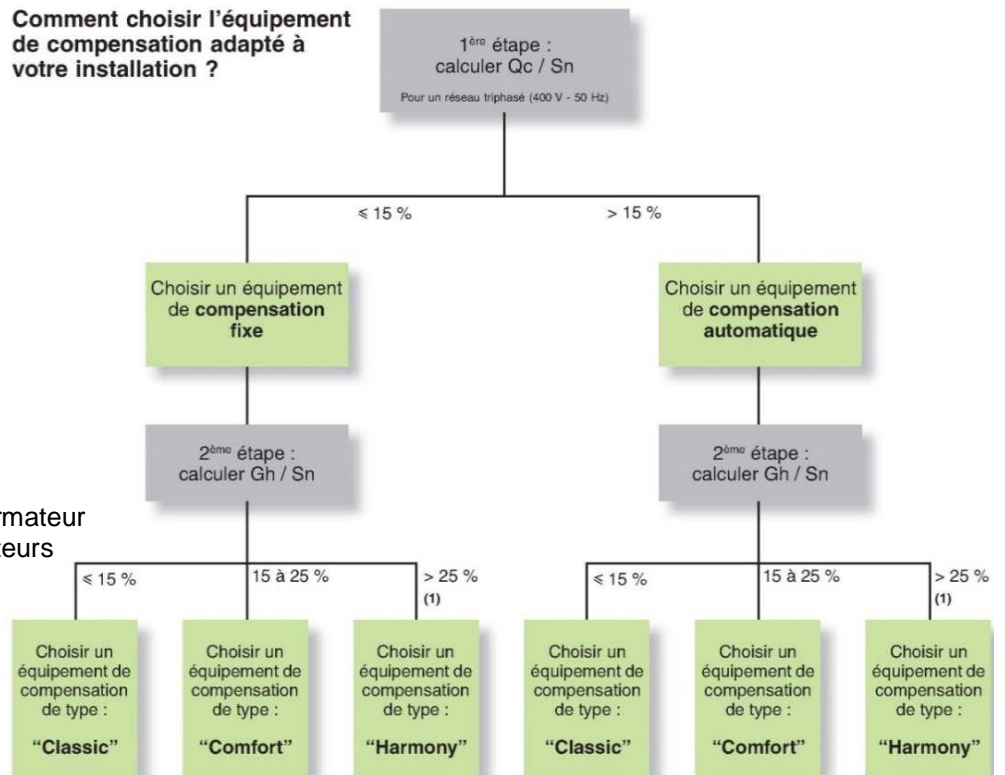 Comment choisir l'équipement
de compensation adapté à
votre installation ?
1ère étape :
calculer Qc / Sn
Pour un réseau triphasé (400 V - 50 Hz)
≤ 15 %
> 15 %
Choisir un équipement
de compensation
fixe
Choisir un équipement
de compensation
automatique
2ème étape :
calculer Gh / Sn
2ème étape :
calculer Gh / Sn
rmateur
teurs
≤ 15 %
15 à 25 %
> 25 %
(1)
≤ 15 %
15 à 25 %
> 25 %
(1)
Choisir un
équipement de
compensation
de type :
"Classic"
Choisir un
équipement de
compensation
de type :
"Comfort"
Choisir un
équipement de
compensation
de type :
"Harmony"
Choisir un
équipement de
compensation
de type :
"Classic"
Choisir un
équipement de
compensation
de type :
"Comfort"
Choisir un
équipement de
compensation
de type :
"Harmony"